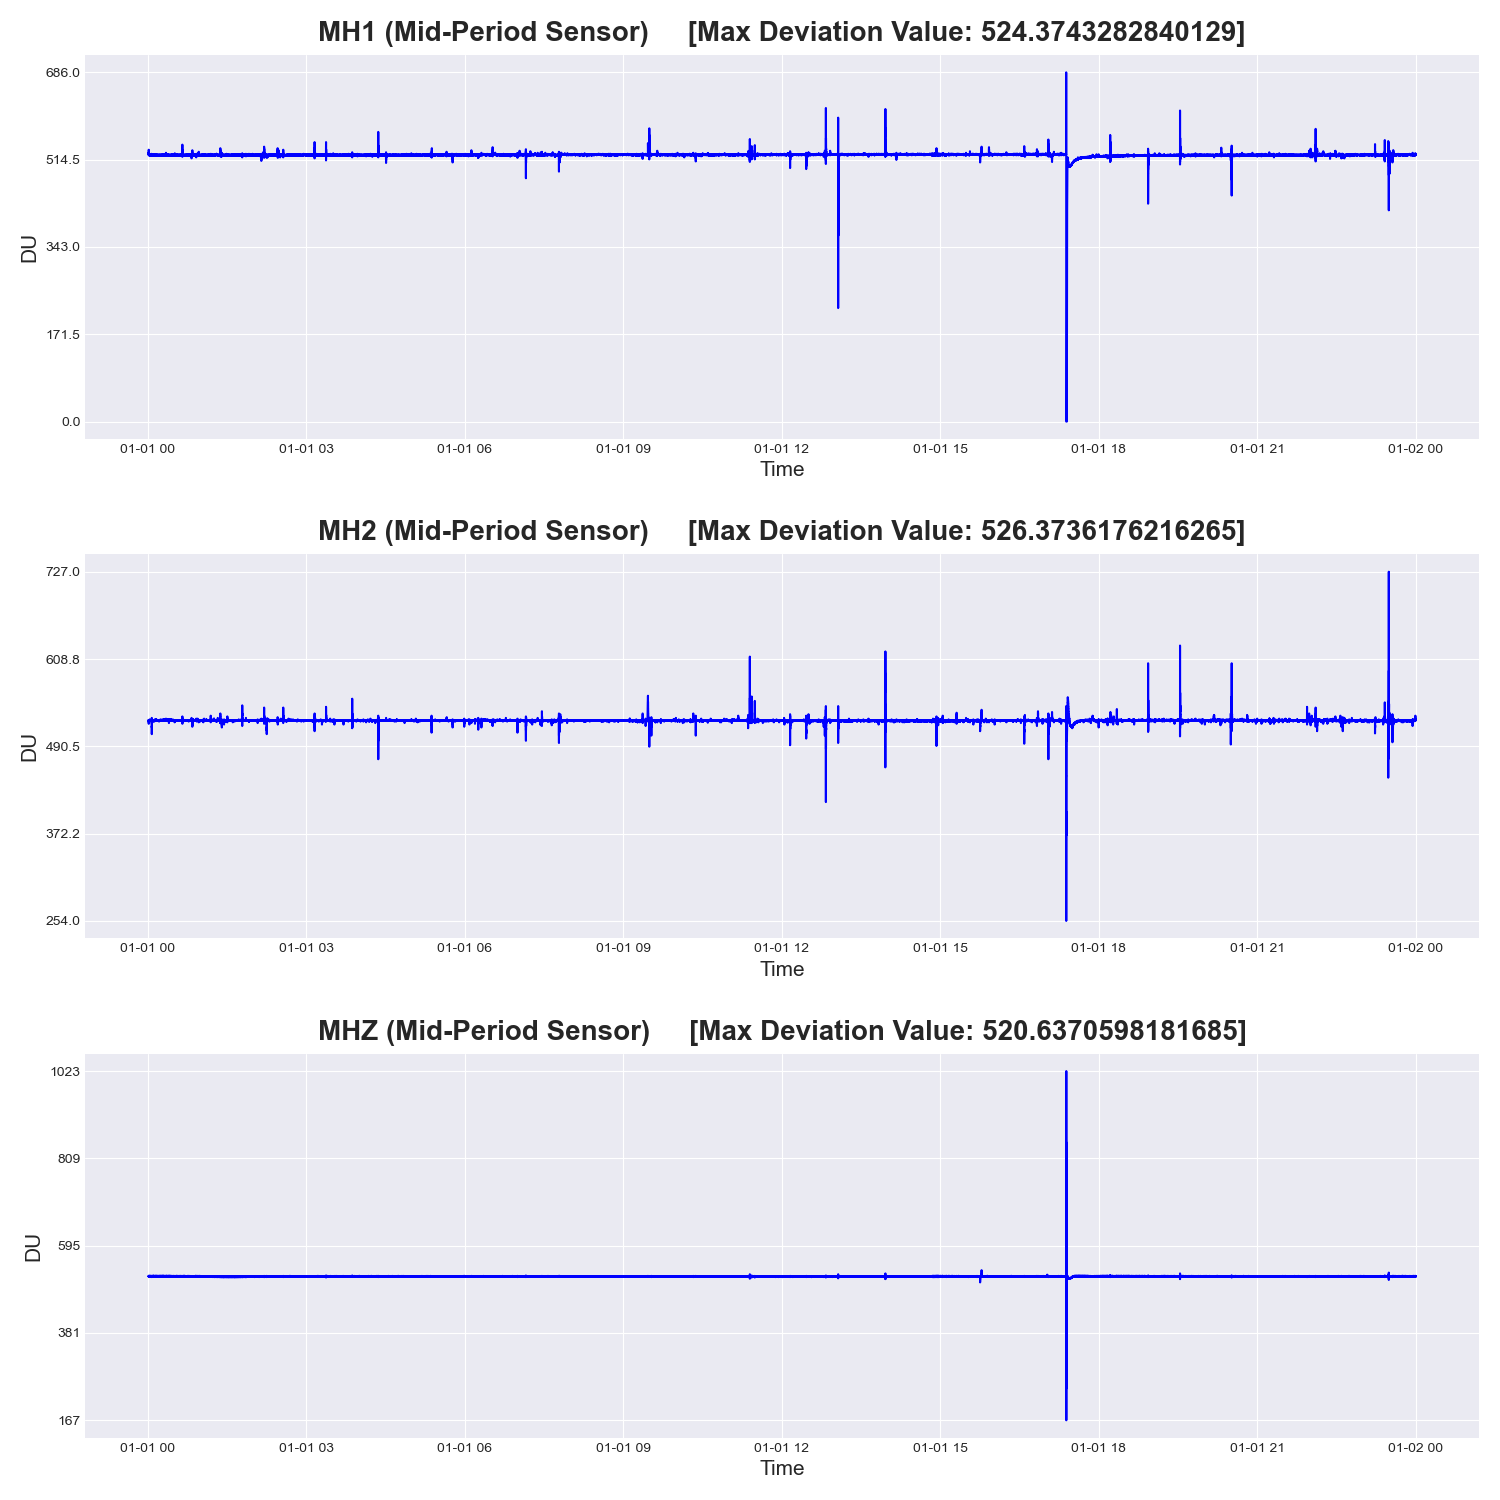 MH1 (Mid-Period Sensor) [Max Deviation Value: 524.3743282840129]
686.0
514.5
343.0
171.5
0.0
DU
01-01 00 01-01 03 01-01 06 01-01 09 01-01 12 01-01 15 01-01 18 01-01 21 01-02 00
Time
MH2 (Mid-Period Sensor) [Max Deviation Value: 526.3736176216265]
727.0
608.8
490.5
372.2
254.0
DU
01-01 00 01-01 03 01-01 06 01-01 09 01-01 12 01-01 15 01-01 18 01-01 21 01-02 00
Time
MHZ (Mid-Period Sensor) [Max Deviation Value: 520.6370598181685]
1023
809
595
381
167
DU
01-01 00 01-01 03 01-01 06 01-01 09 01-01 12 01-01 15 01-01 18 01-01 21 01-02 00
Time